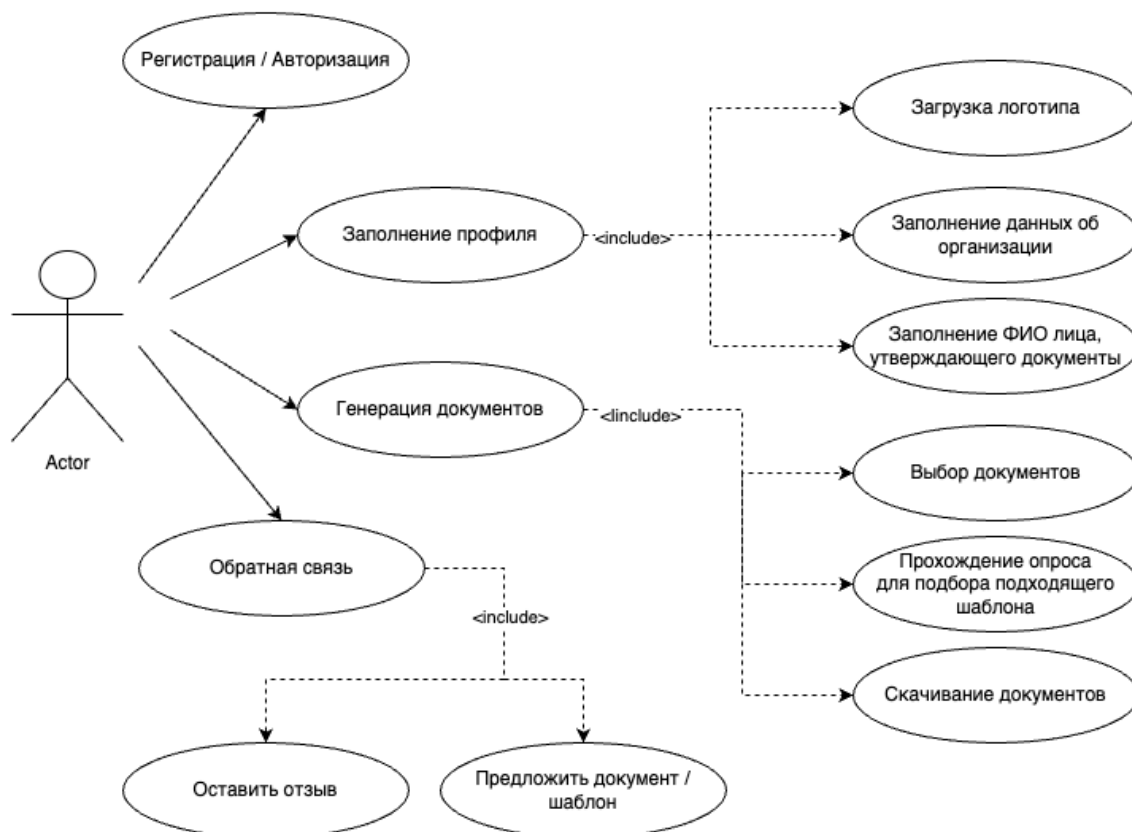 Регистрация / Авторизация
Загрузка логотипа
Заполнение профиля
<include>
Заполнение данных об
организации
Заполнение ФИО лица,
утверждающего документы
Генерация документов
<Iinclude>
Actor
Выбор документов
Обратная связь
Прохождение опроса
для подбора подходящего
шаблона
<include>
Скачивание документов
Оставить отзыв
Предложить документ /
шаблон